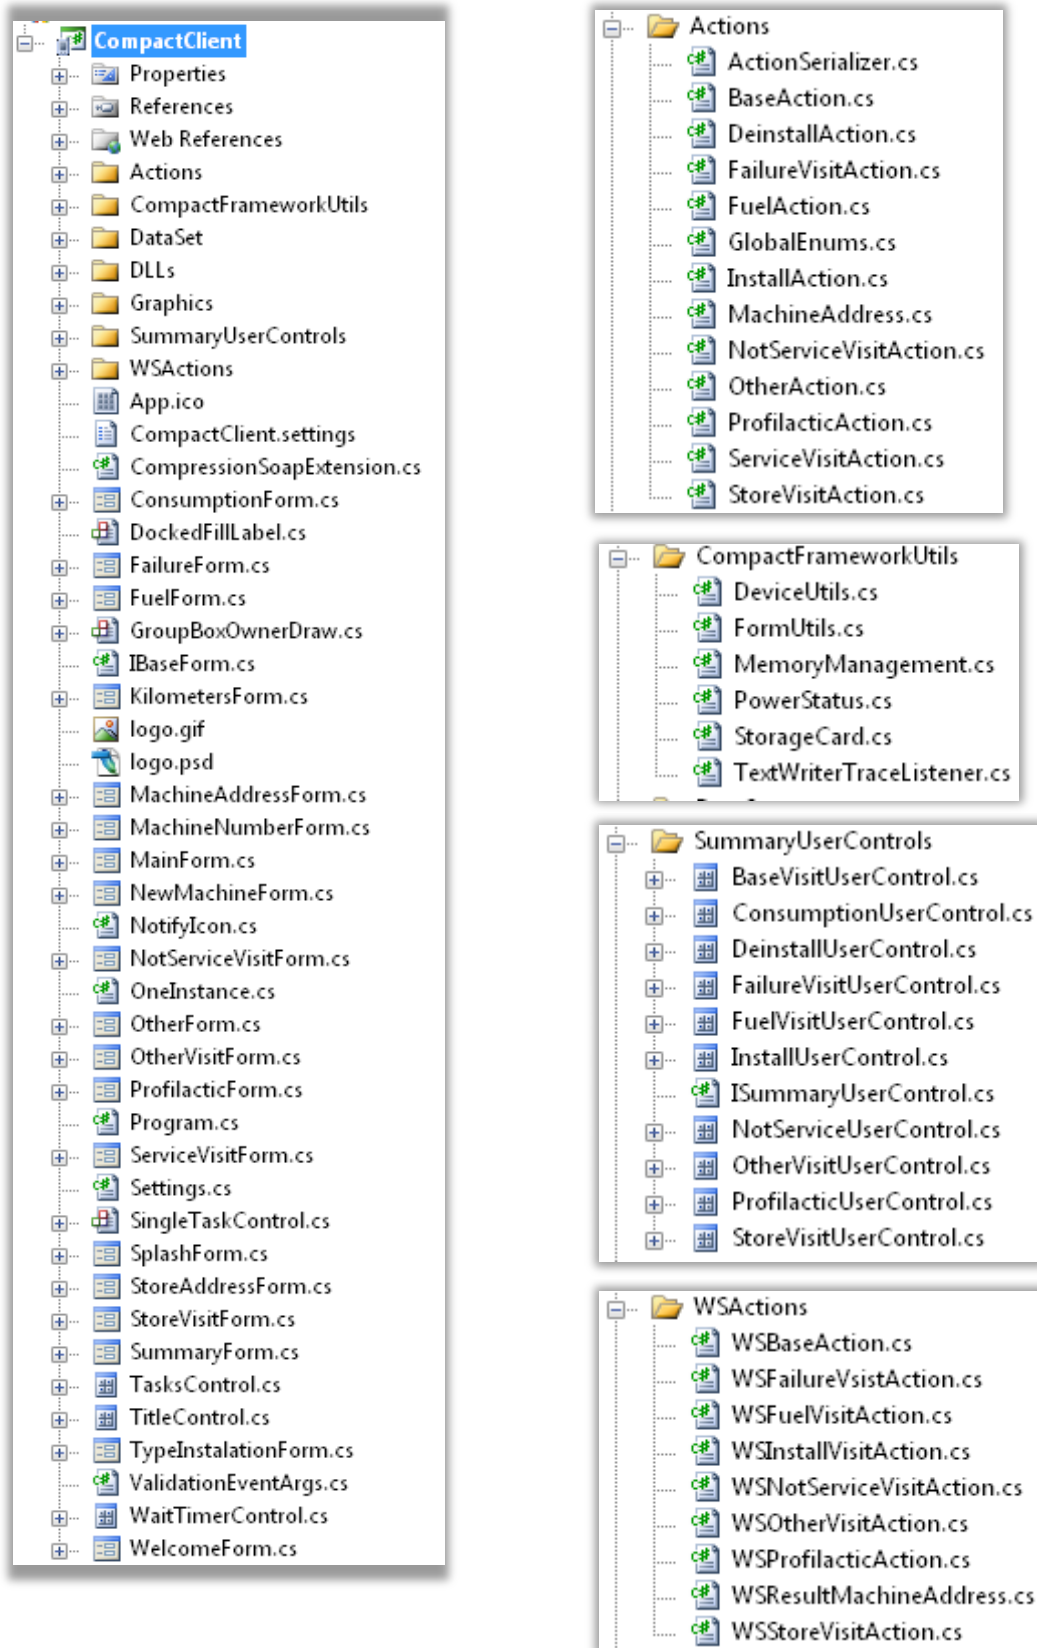 CompactClient
Properties
References
Web References
Actions
CompactFrameworkUtils
DataSet
DLLs
Graphics
SummaryUserControls
WSActions
App.ico
CompactClient.settings
CompressionSoapExtension.cs
ConsumptionForm.cs
DockedFillLabel.cs
FailureForm.cs
FuelForm.cs
GroupBoxOwnerDraw.cs
IBaseForm.cs
KilometersForm.cs
logo.gif
logo.psd
MachineAddressForm.cs
MachineNumberForm.cs
MainForm.cs
NewMachineForm.cs
NotifyIcon.cs
NotServiceVisitForm.cs
OneInstance.cs
OtherForm.cs
OtherVisitForm.cs
ProfilacticForm.cs
Program.cs
ServiceVisitForm.cs
Settings.cs
SingleTaskControl.cs
SplashForm.cs
StoreAddressForm.cs
StoreVisitForm.cs
SummaryForm.cs
TasksControl.cs
TitleControl.cs
TypeInstalationForm.cs
ValidationEventArgs.cs
WaitTimerControl.cs
WelcomeForm.cs
Actions
ActionSerializer.cs
BaseAction.cs
DeinstallAction.cs
FailureVisitAction.cs
FuelAction.cs
GlobalEnums.cs
InstallAction.cs
MachineAddress.cs
NotServiceVisitAction.cs
OtherAction.cs
ProfilacticAction.cs
ServiceVisitAction.cs
StoreVisitAction.cs
CompactFrameworkUtils
DeviceUtils.cs
FormUtils.cs
MemoryManagement.cs
PowerStatus.cs
StorageCard.cs
TextWriterTraceListener.cs
SummaryUserControls
BaseVisitUserControl.cs
ConsumptionUserControl.cs
DeinstallUserControl.cs
FailureVisitUserControl.cs
FuelVisitUserControl.cs
InstallUserControl.cs
ISummaryUserControl.cs
NotServiceUserControl.cs
OtherVisitUserControl.cs
ProfilacticUserControl.cs
StoreVisitUserControl.cs
WSActions
WSBaseAction.cs
WSFailureVsistAction.cs
WSFuelVisitAction.cs
WSInstallVisitAction.cs
WSNotServiceVisitAction.cs
WSOtherVisitAction.cs
WSProfilacticAction.cs
WSResultMachineAddress.cs
WSStoreVisitAction.cs